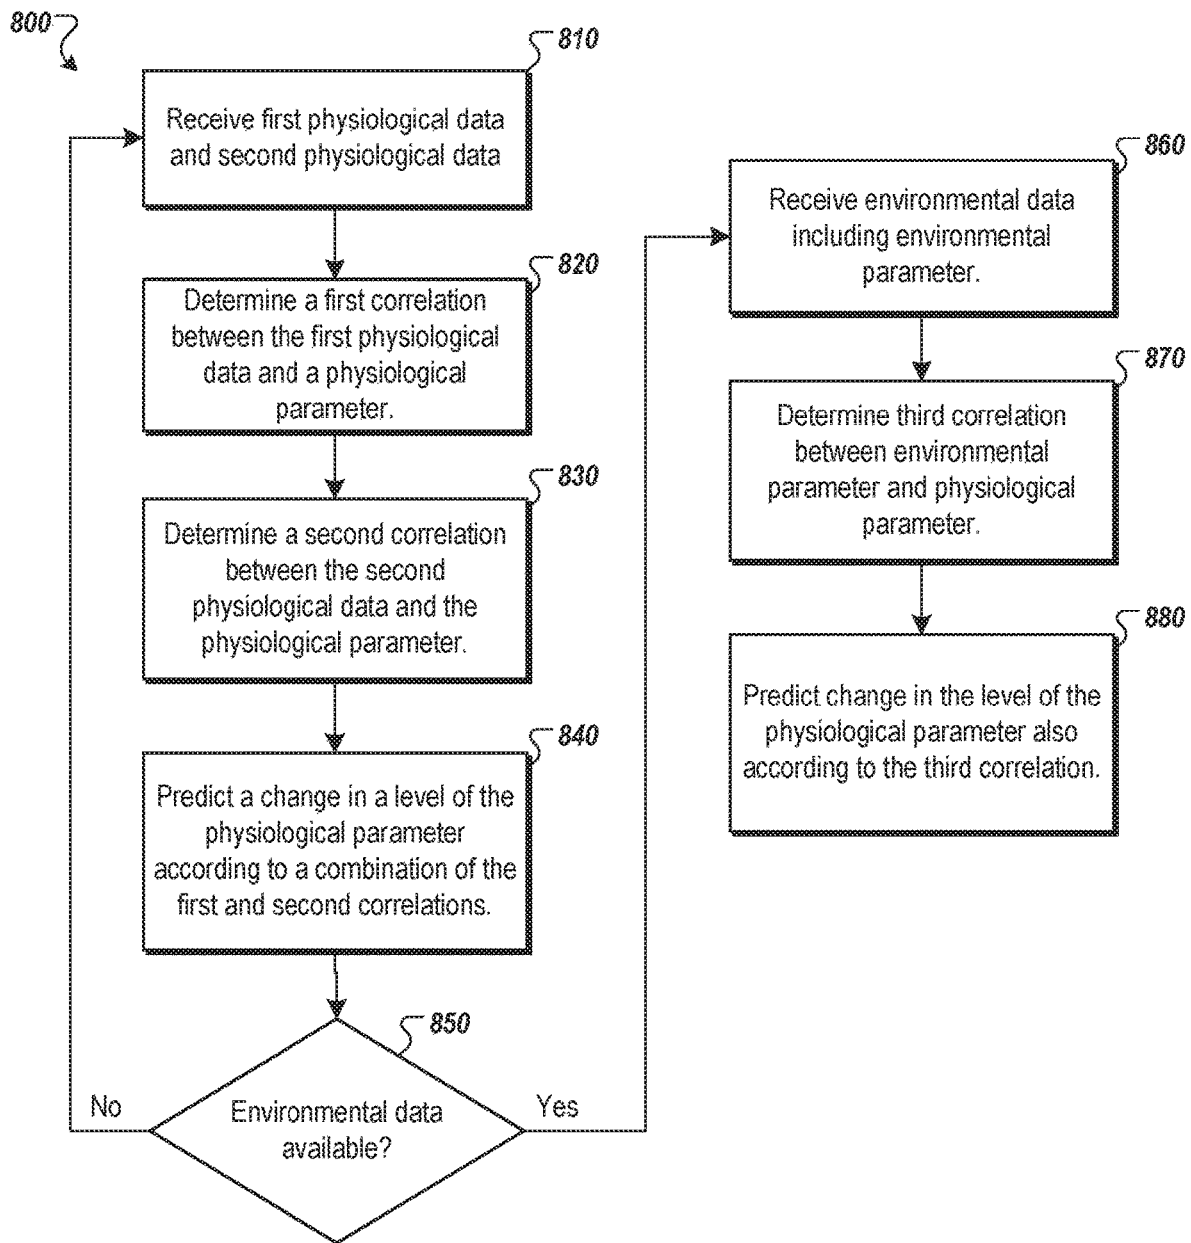 800
810
Receive first physiological data
and second physiological data
820
Determine a first correlation
between the first physiological
data and a physiological
parameter.
830
Determine a second correlation
between the second
physiological data and the
physiological parameter.
840
Predict a change in a level of the
physiological parameter
according to a combination of the
first and second correlations.
850
Environmental data
available?
No
Yes
860
Receive environmental data
including environmental
parameter.
870
Determine third correlation
between environmental
parameter and physiological
parameter.
880
Predict change in the level of the
physiological parameter also
according to the third correlation.